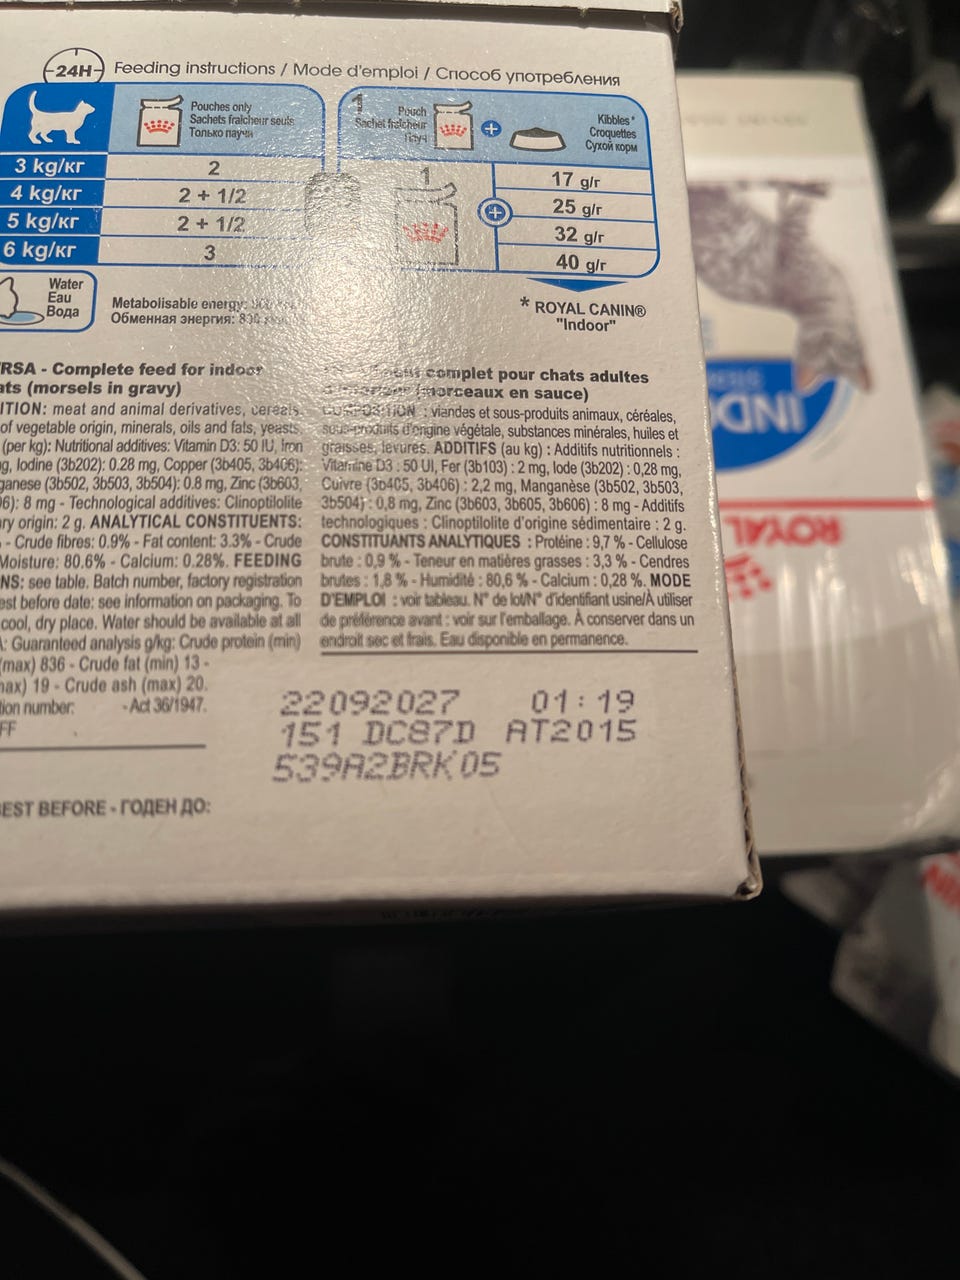 24H Feeding instructions / Mode d'emploi / Способ употребления
Pouches only
Sachets fraîcheur seuls
Только паучи
1 Pouch
Sachet fraîcheur
Пауч
Kibbles*
Croquettes
Сухой корм
3 kg/кг 2
4 kg/кг 2 + 1/2
5 kg/кг 2 + 1/2
6 kg/кг 3
1
17 g/г
25 g/г
32 g/г
40 g/г
Water
Eau
Вода
Metabolisable energy:
Обменная энергия:
* ROYAL CANIN®
"Indoor"
RSA - Complete feed for indoor
(morsels in gravy)
meat and animal derivatives, cereals,
of vegetable origin, minerals, oils and fats, yeasts.
(per kg): Nutritional additives: Vitamin D3: 50 IU, Iron
Iodine (3b202): 0.28 mg, Copper (3b405, 3b406):
(3b502, 3b503, 3b504): 0.8 mg, Zinc (3b603,
8 mg - Technological additives: Clinoptilolite
origin: 2 g. ANALYTICAL CONSTITUENTS:
- Crude fibres: 0.9% - Fat content: 3.3% - Crude
Moisture: 80.6% - Calcium: 0.28%. FEEDING
see table. Batch number, factory registration
before date: see information on packaging. To
cool, dry place. Water should be available at all
Guaranteed analysis g/kg: Crude protein (min)
(max) 836 - Crude fat (min) 13 -
19 - Crude ash (max) 20.
number: - Act 36/1947.
complet pour chats adultes
(morceaux en sauce)
COMPOSITION : viandes et sous-produits animaux, céréales,
sous-produits d'origine végétale, substances minérales, huiles et
graisses, levures. ADDITIFS (au kg) : Additifs nutritionnels :
Vitamine D3 : 50 UI, Fer (3b103) : 2 mg, Iode (3b202) : 0,28 mg,
Cuivre (3b405, 3b406) : 2,2 mg, Manganèse (3b502, 3b503,
3b504) : 0,8 mg, Zinc (3b603, 3b605, 3b606) : 8 mg - Additifs
technologiques : Clinoptilolite d'origine sédimentaire : 2 g.
CONSTITUANTS ANALYTIQUES : Protéine : 9,7 % - Cellulose
brute : 0,9 % - Teneur en matières grasses : 3,3 % - Cendres
brutes : 1,8 % - Humidité : 80,6 % - Calcium : 0,28 %. MODE
D'EMPLOI : voir tableau. N° de lot/N° d'identifiant usine/À utiliser
de préférence avant : voir sur l'emballage. À conserver dans un
endroit sec et frais. Eau disponible en permanence.
22092027 01:19
151 DC87D AT2015
539A2BRK05
BEST BEFORE - ГОДЕН ДО:
IND
ROYAL